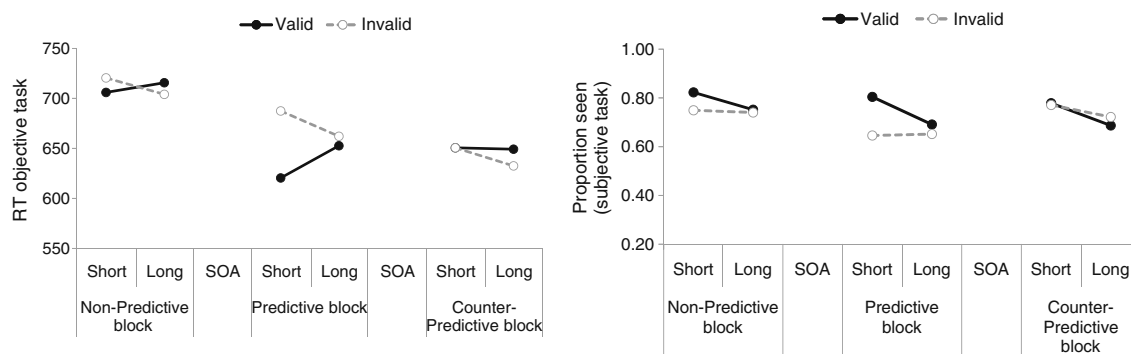 Valid Invalid
RT objective task
750
700
650
600
550
Short Long SOA Short Long SOA Short Long
Non-Predictive block Predictive block Counter-Predictive block
Valid Invalid
Proportion seen
(subjective task)
1.00
0.80
0.60
0.40
0.20
Short Long SOA Short Long SOA Short Long
Non-Predictive
block
Predictive
block
Counter-
Predictive
block